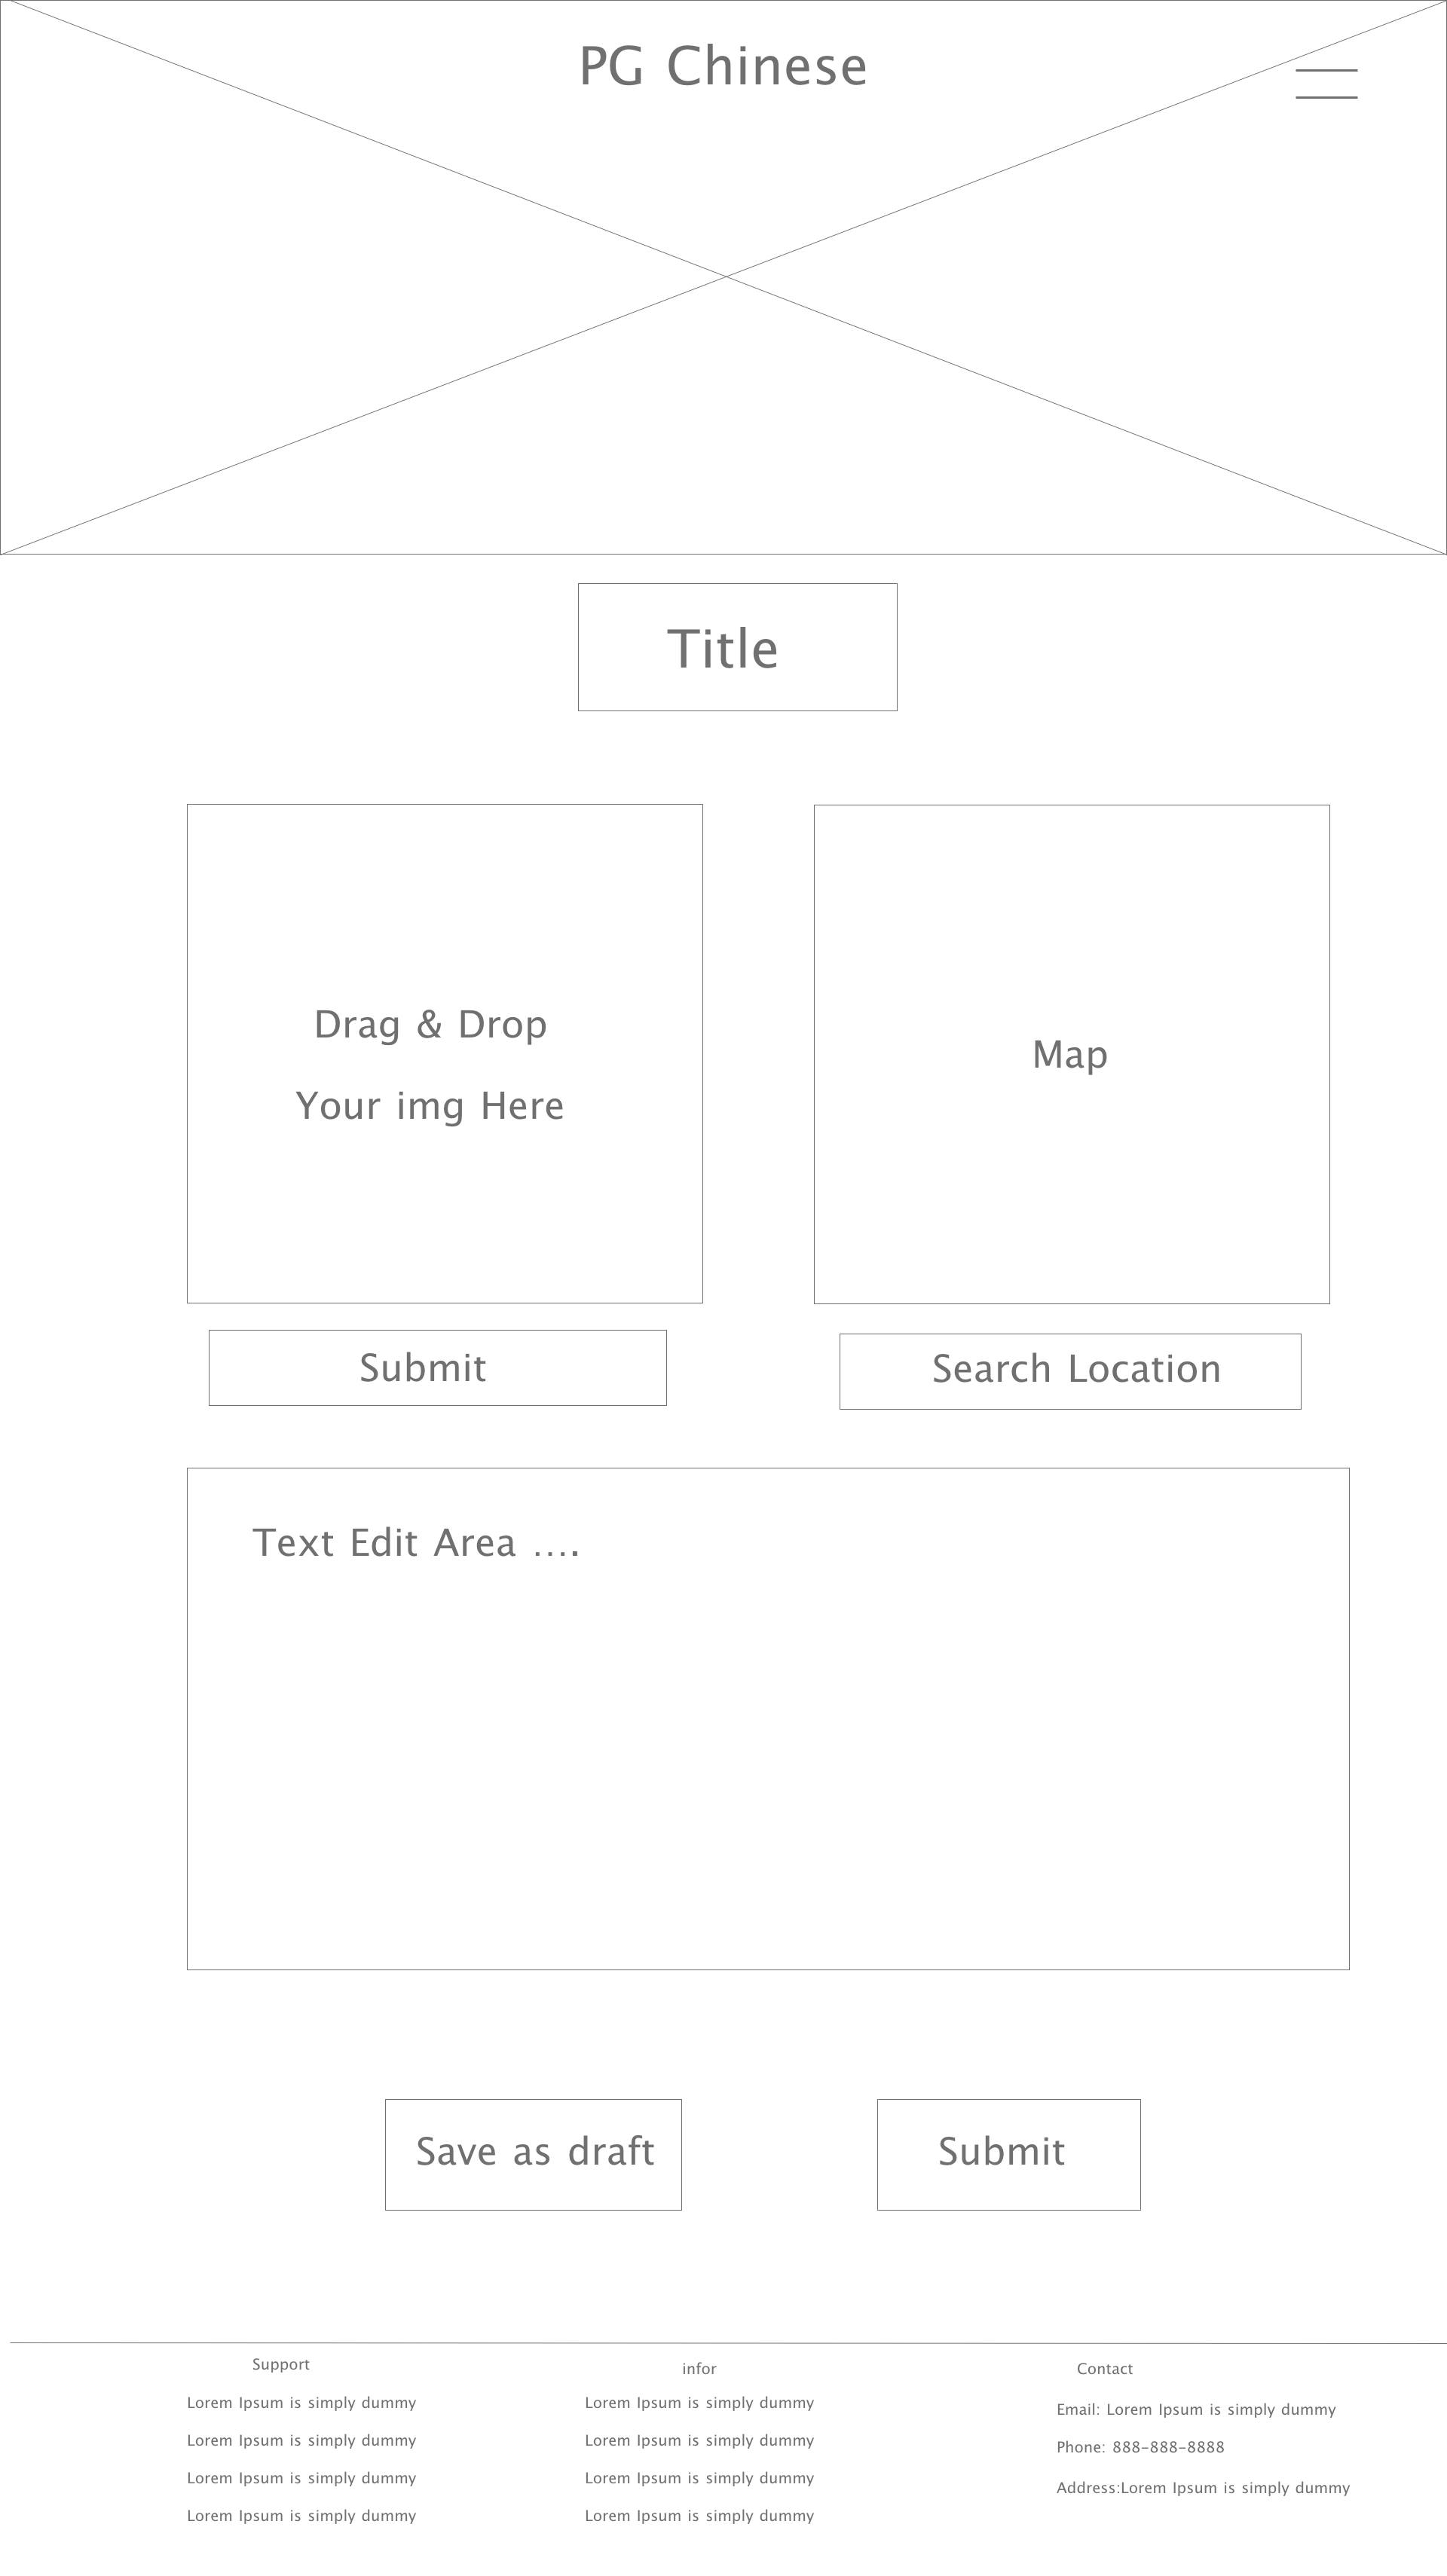 PG Chinese
Title
Drag & Drop
Your img Here
Map
Submit
Search Location
Text Edit Area ....
Save as draft
Submit
Support
Lorem Ipsum is simply dummy
Lorem Ipsum is simply dummy
Lorem Ipsum is simply dummy
Lorem Ipsum is simply dummy
infor
Lorem Ipsum is simply dummy
Lorem Ipsum is simply dummy
Lorem Ipsum is simply dummy
Lorem Ipsum is simply dummy
Contact
Email: Lorem Ipsum is simply dummy
Phone: 888-888-8888
Address:Lorem Ipsum is simply dummy